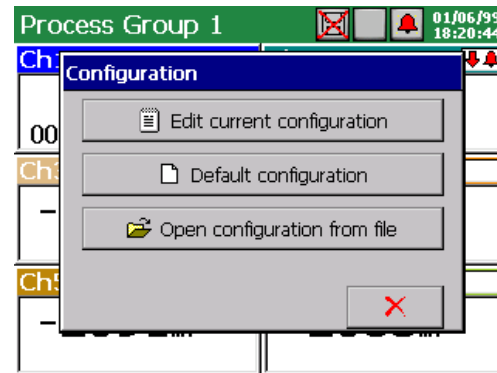 Process Group 1
01/06/99
18:20:44
Ch
Configuration
Edit current configuration
00
Default configuration
Ch3
Open configuration from file
Ch5